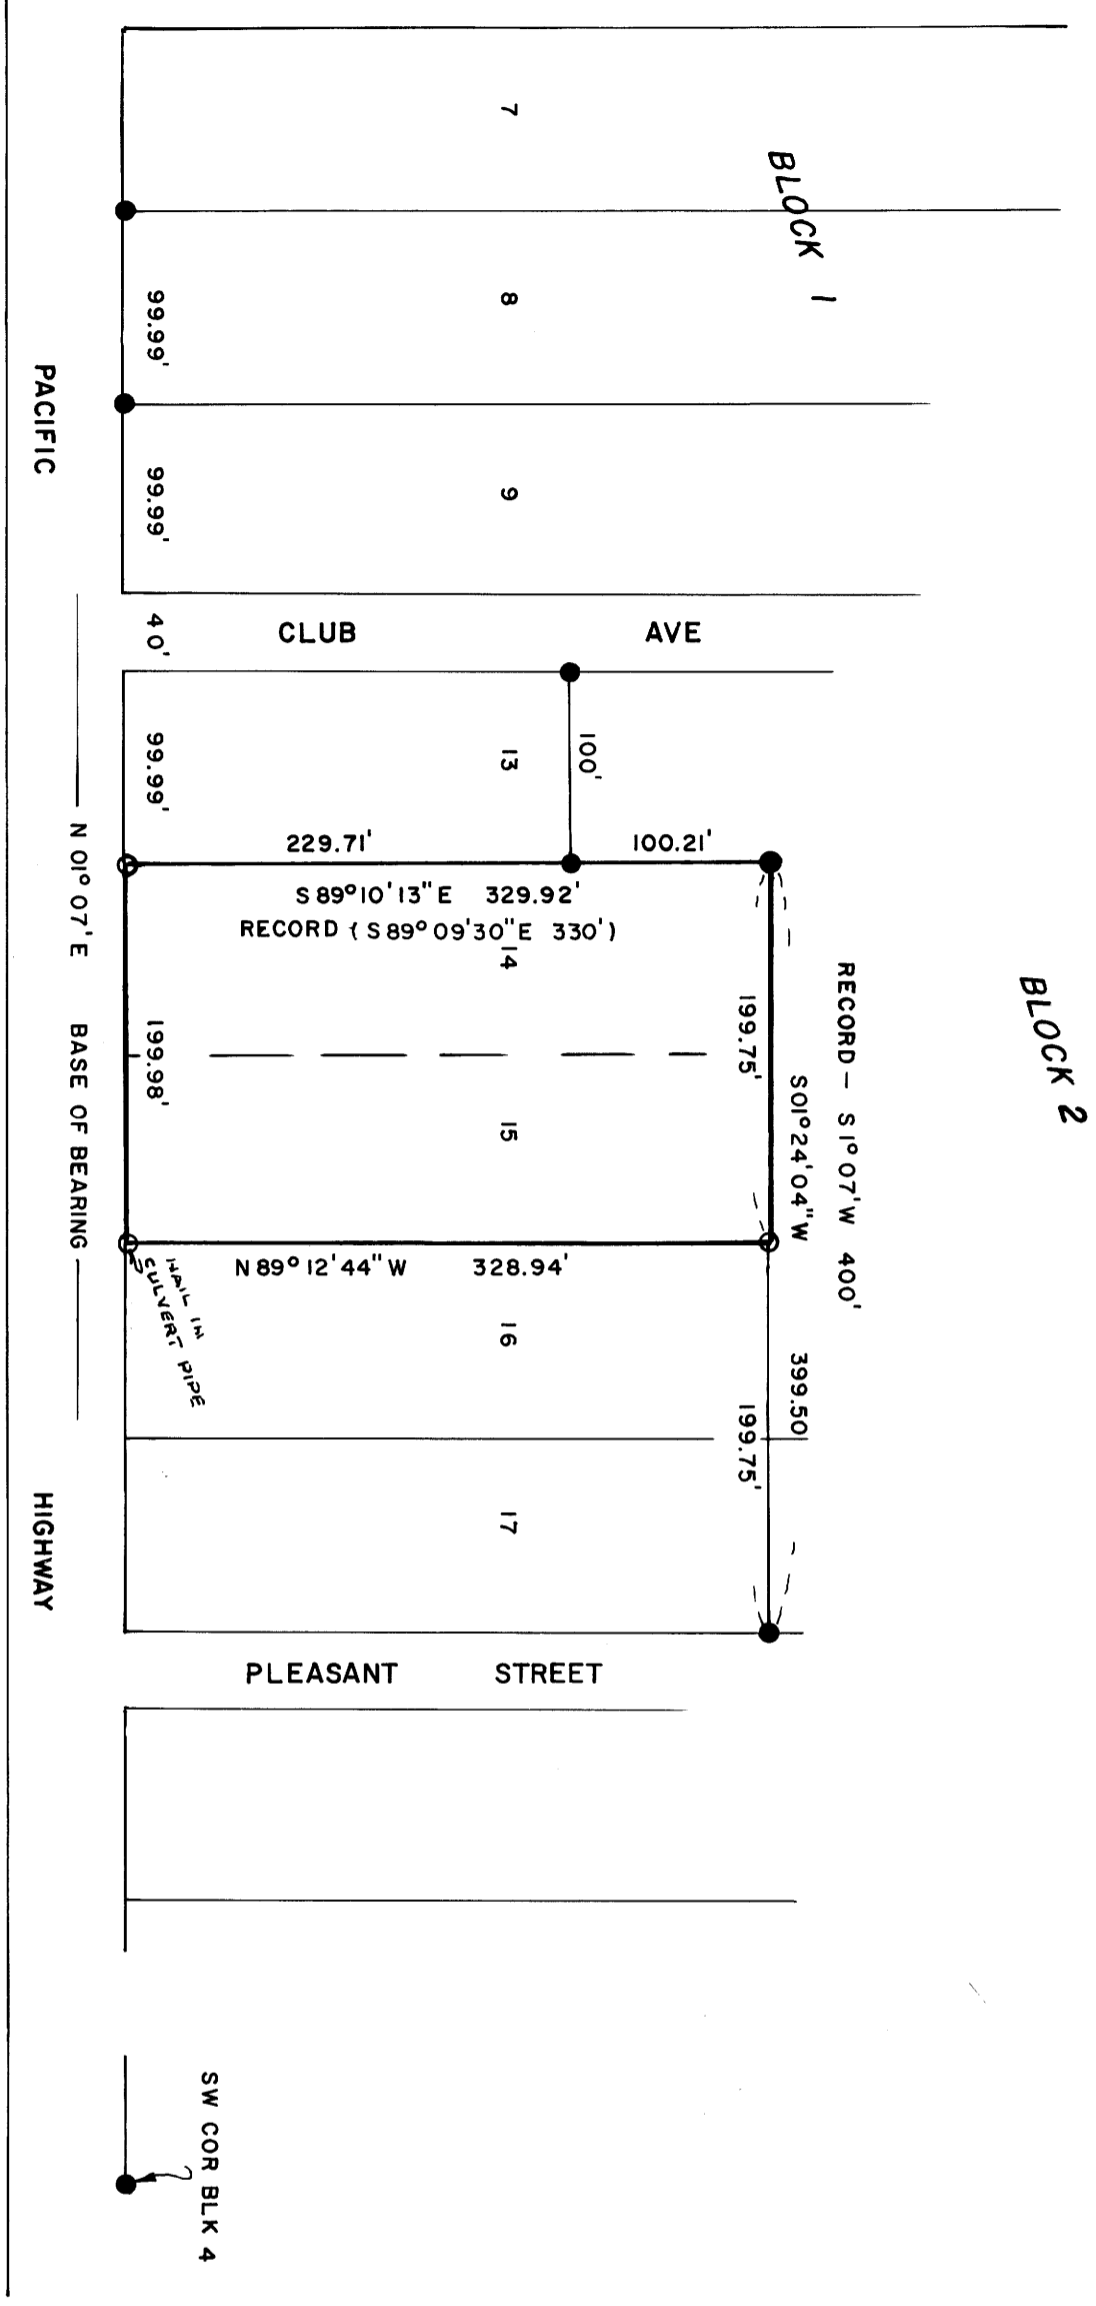 BLOCK 1
7
8
9
99.99'
99.99'
PACIFIC
40'
CLUB AVE
99.99'
13
100'
229.71'
100.21'
S 89° 10' 13" E 329.92'
RECORD (S 89° 09' 30" E 330')
14
N 01° 07' E BASE OF BEARING
199.98'
199.75'
RECORD — S 1° 07' W 400'
S 01° 24' 04" W
399.50
BLOCK 2
15
N 89° 12' 44" W 328.94'
NAIL IN
CULVERT PIPE
16
199.75'
17
HIGHWAY
PLEASANT STREET
SW COR BLK 4